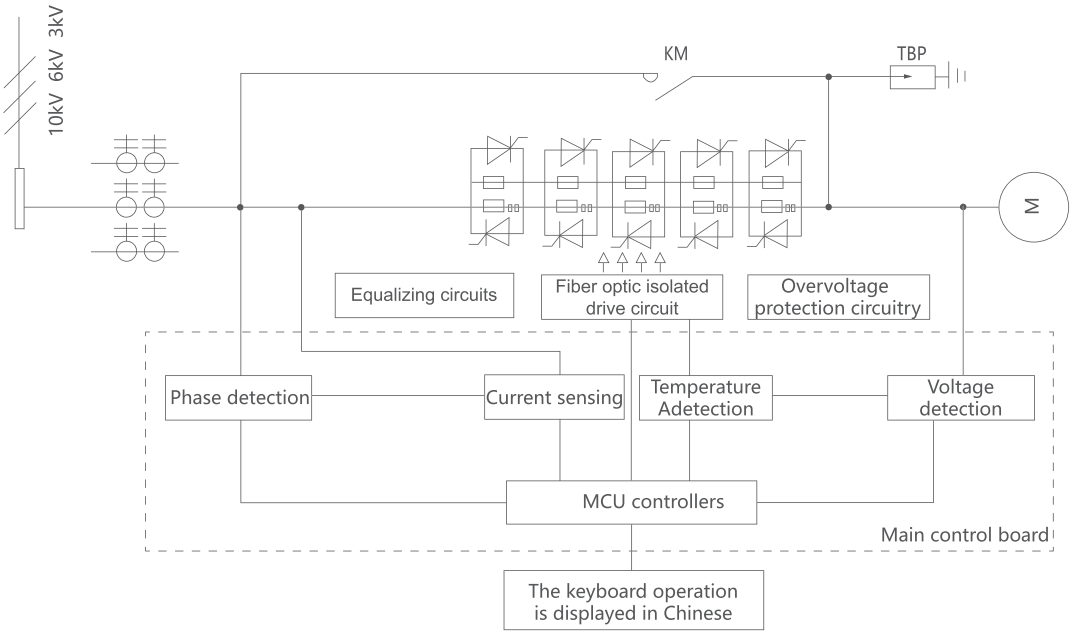 10kV 6kV 3kV
KM
TBP
M
Equalizing circuits
Fiber optic isolated
drive circuit
Overvoltage
protection circuitry
Phase detection
Current sensing
Temperature
Adetection
Voltage
detection
MCU controllers
Main control board
The keyboard operation
is displayed in Chinese